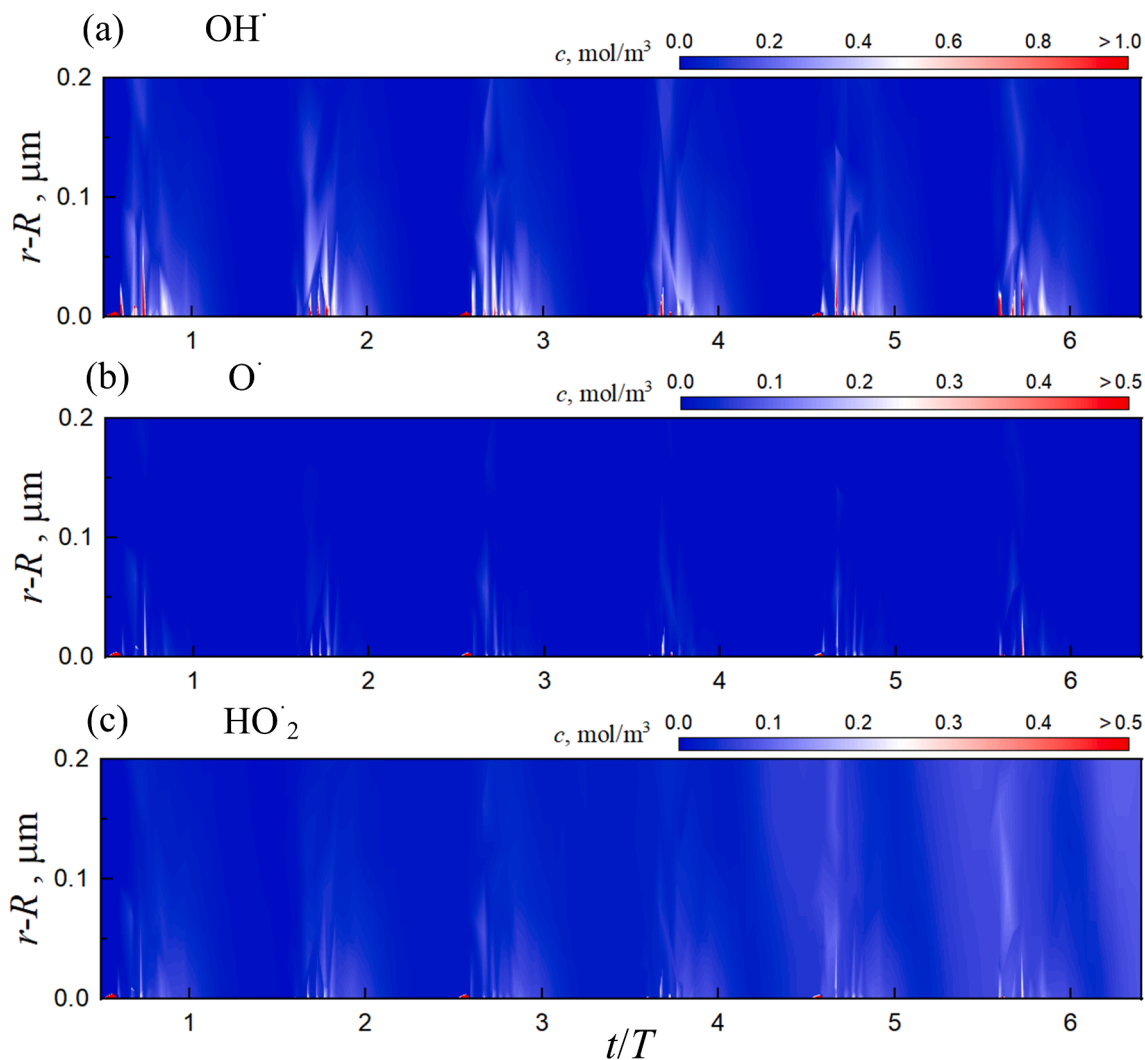 (a) OH˙
c, mol/m³ 0.0 0.2 0.4 0.6 0.8 > 1.0
r-R , μm
0.2
0.1
0.0
1 2 3 4 5 6
(b) O˙
c, mol/m³ 0.0 0.1 0.2 0.3 0.4 > 0.5
r-R , μm
0.2
0.1
0.0
1 2 3 4 5 6
(c) HO˙₂
c, mol/m³ 0.0 0.1 0.2 0.3 0.4 > 0.5
r-R , μm
0.2
0.1
0.0
1 2 3 4 5 6
t/T